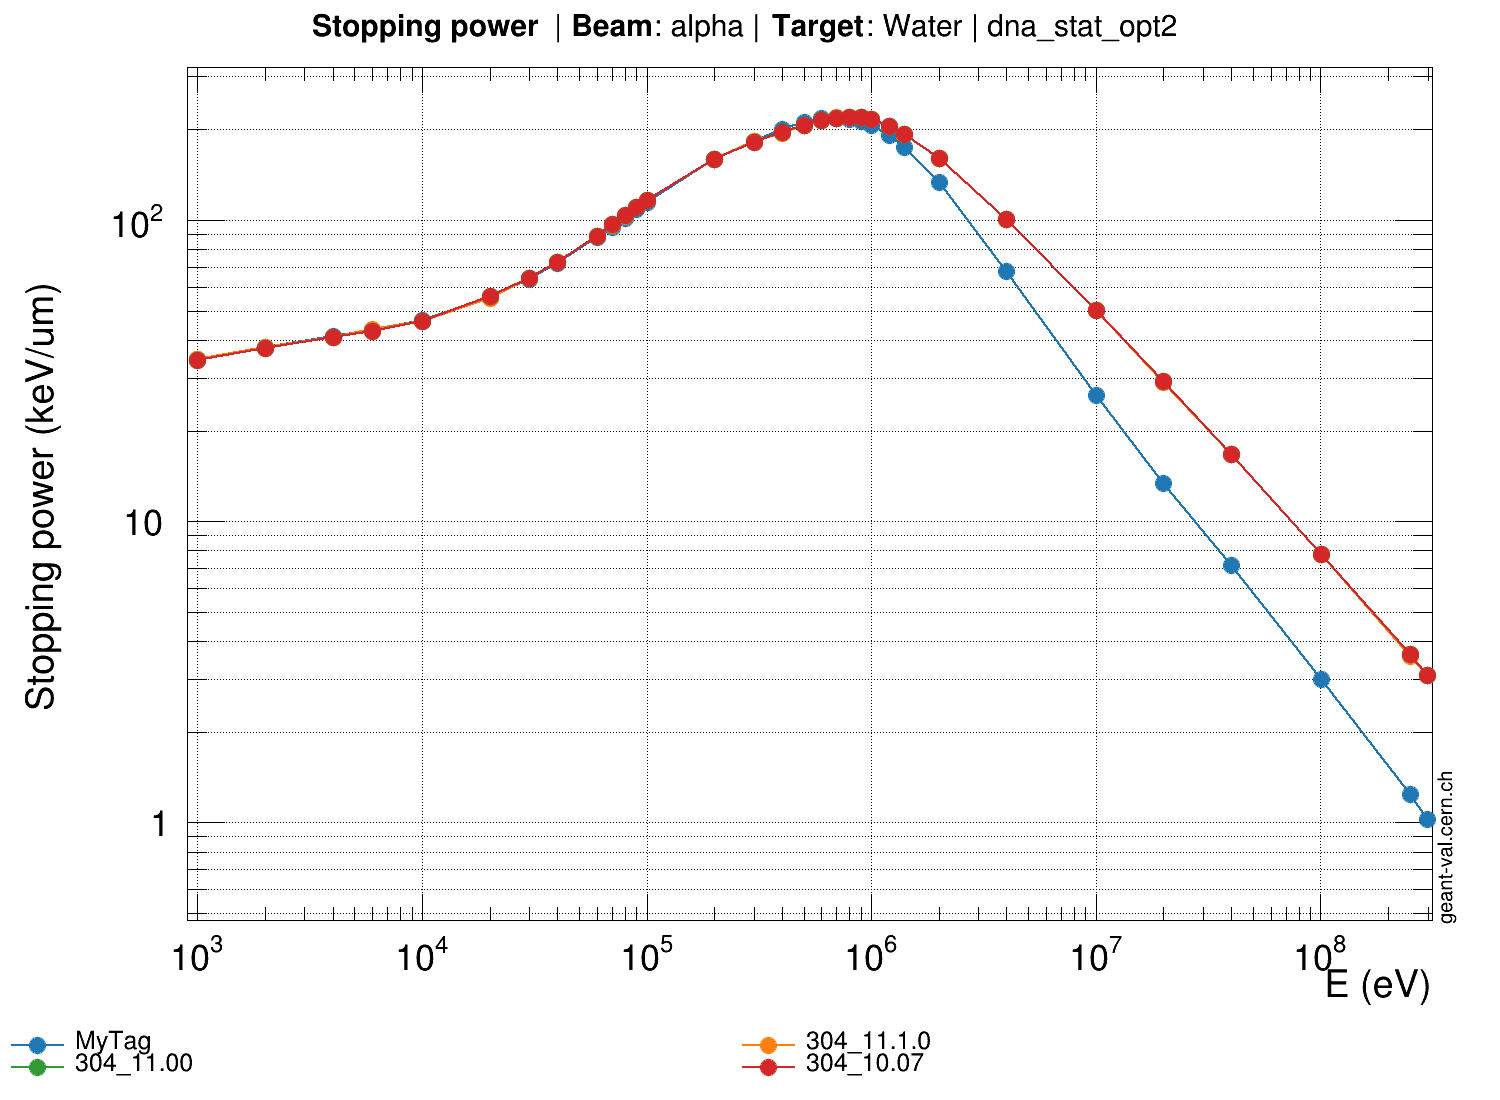 Stopping power | Beam: alpha | Target: Water | dna_stat_opt2
Stopping power (keV/um)
10²
10
1
10³ 10⁴ 10⁵ 10⁶ 10⁷ 10⁸
E (eV)
geant-val.cern.ch
MyTag
304_11.00
304_11.1.0
304_10.07